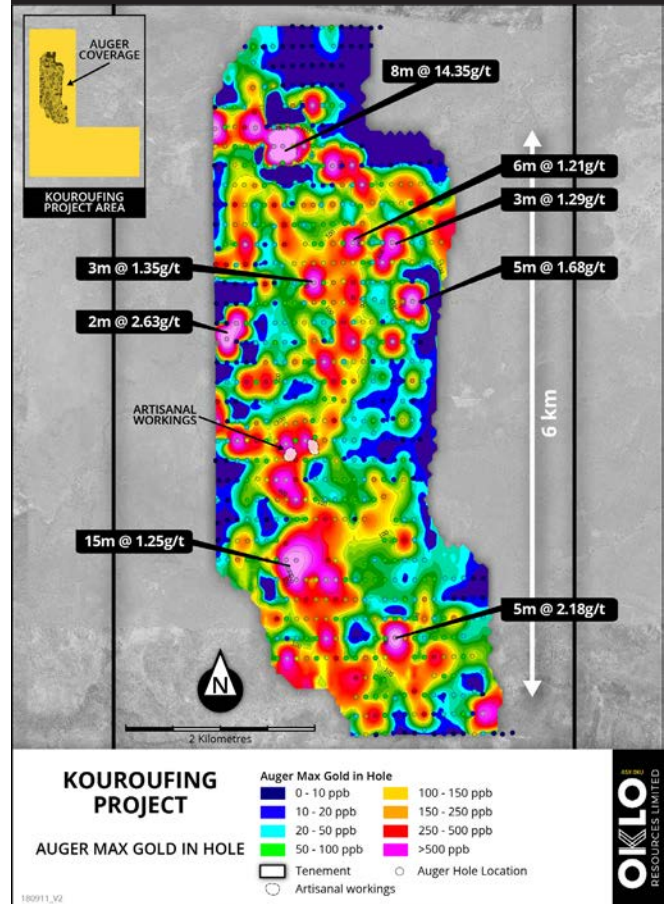 AUGER
COVERAGE
KOUROUFING
PROJECT AREA
8m @ 14.35g/t
6m @ 1.21g/t
3m @ 1.29g/t
3m @ 1.35g/t
5m @ 1.68g/t
2m @ 2.63g/t
ARTISANAL
WORKINGS
6 km
15m @ 1.25g/t
5m @ 2.18g/t
N
2 Kilometres
KOUROUFING
PROJECT
AUGER MAX GOLD IN HOLE
Auger Max Gold in Hole
0 - 10 ppb
10 - 20 ppb
20 - 50 ppb
50 - 100 ppb
100 - 150 ppb
150 - 250 ppb
250 - 500 ppb
>500 ppb
Tenement
Auger Hole Location
Artisanal workings
ASX:OKU
OKLO
RESOURCES LIMITED
180911_V2